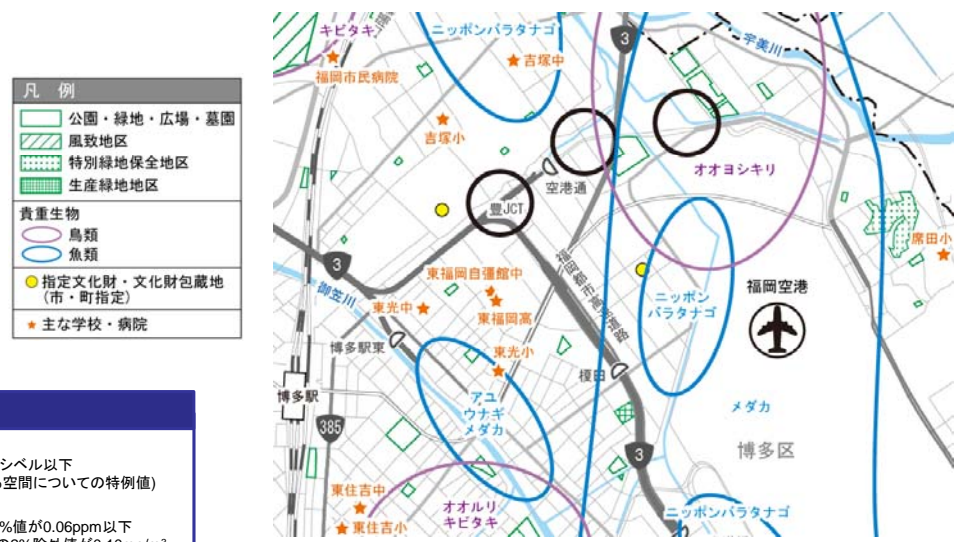 凡 例
公園・緑地・広場・墓園
風致地区
特別緑地保全地区
生産緑地地区
貴重生物
鳥類
魚類
指定文化財・文化財包蔵地
(市・町指定)
主な学校・病院
シベル以下
空間についての特例値)
%値が0.06ppm以下
キビタキ
ニッポンバラタナゴ
3
宇美川
福岡市民病院
吉塚中
吉塚小
空港通
オオヨシキリ
豊JCT
席田小
3
御笠川
東福岡自彊館中
東光中
東福岡高
福岡都市高速道路
ニッポン
バラタナゴ
福岡空港
博多駅東
東光小
榎田
博多駅
アユ
ウナギ
メダカ
メダカ
385
3
博多区
東住吉中
東住吉小
オオルリ
キビタキ
ニッポンバラタナゴ